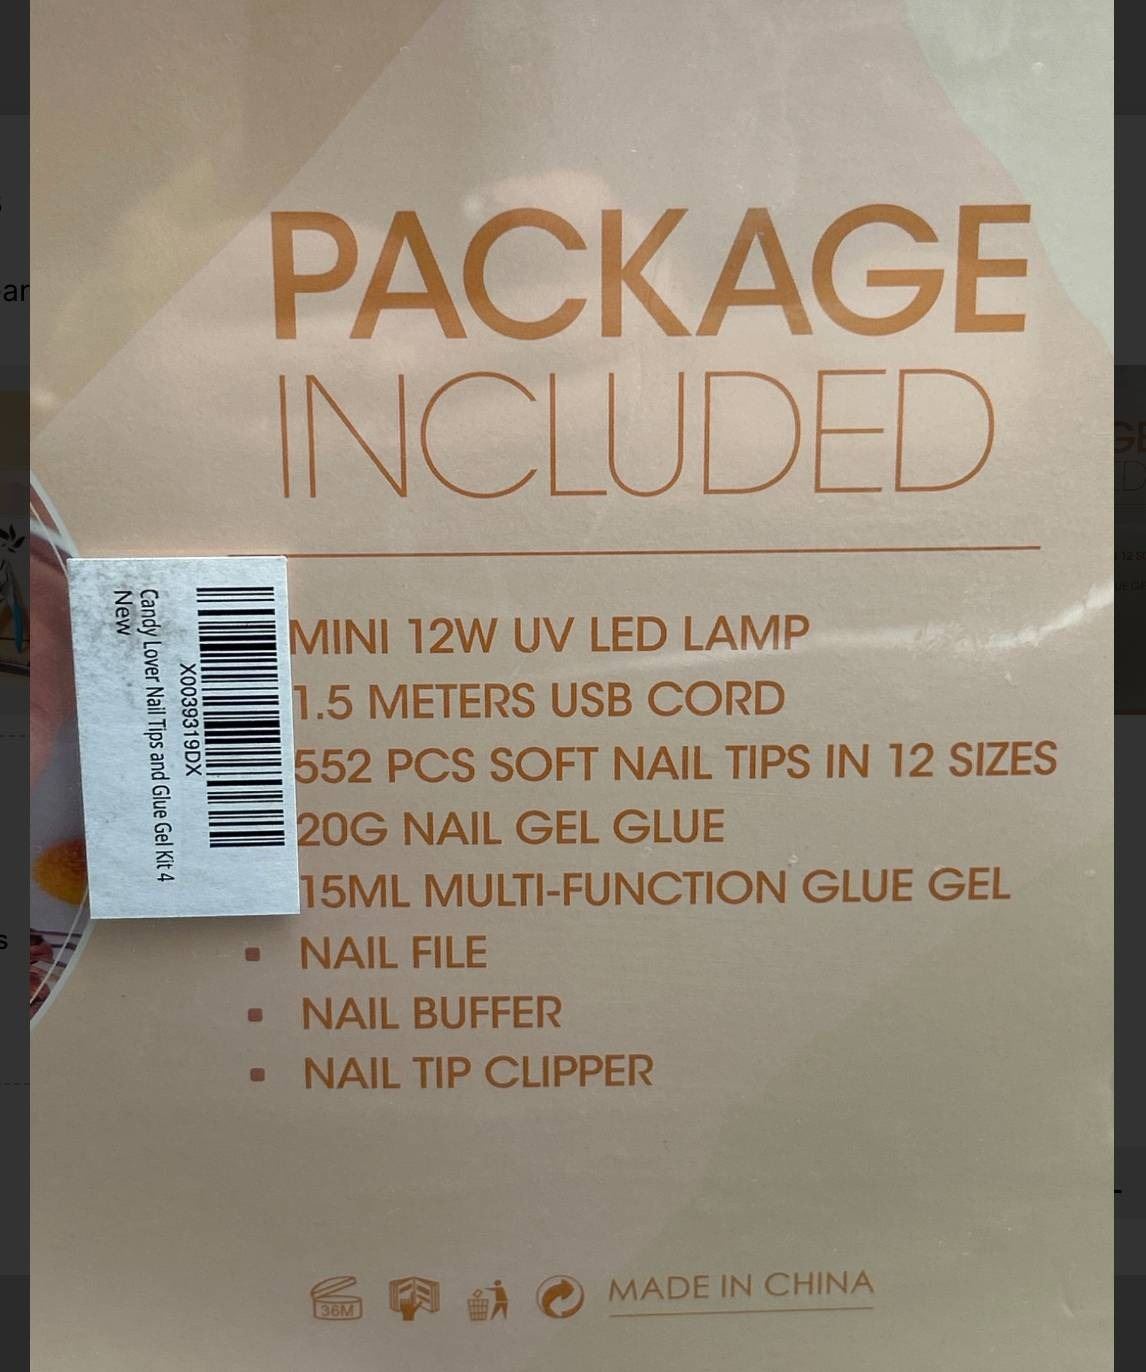 PACKAGE
INCLUDED
MINI 12W UV LED LAMP
1.5 METERS USB CORD
552 PCS SOFT NAIL TIPS IN 12 SIZES
20G NAIL GEL GLUE
15ML MULTI-FUNCTION GLUE GEL
NAIL FILE
NAIL BUFFER
NAIL TIP CLIPPER
X0039319DX
Candy Lover Nail Tips and Glue Gel Kit 4
New
36M
MADE IN CHINA